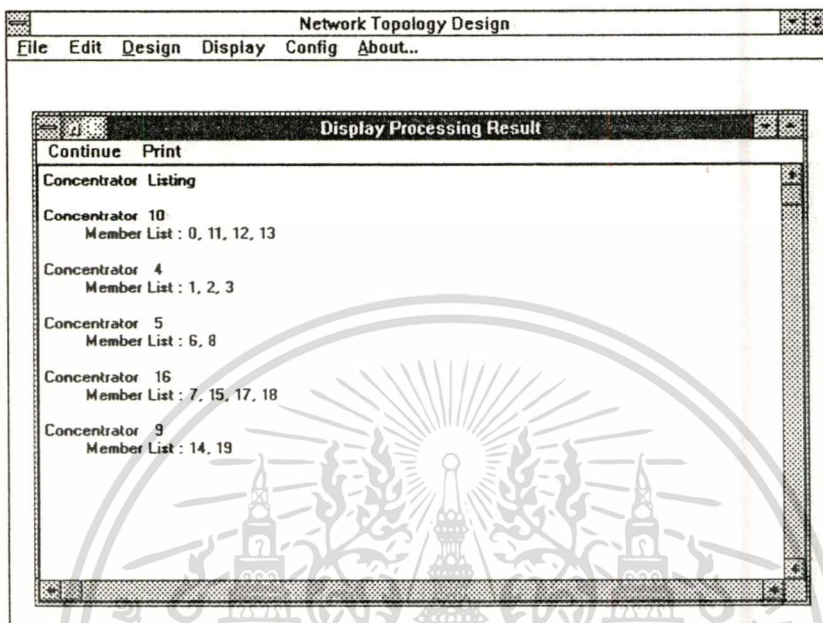 Network Topology Design
File Edit Design Display Config About...
Display Processing Result
Continue Print
Concentrator Listing
Concentrator 10
Member List : 0, 11, 12, 13
Concentrator 4
Member List : 1, 2, 3
Concentrator 5
Member List : 6, 8
Concentrator 16
Member List : 7, 15, 17, 18
Concentrator 9
Member List : 14, 19